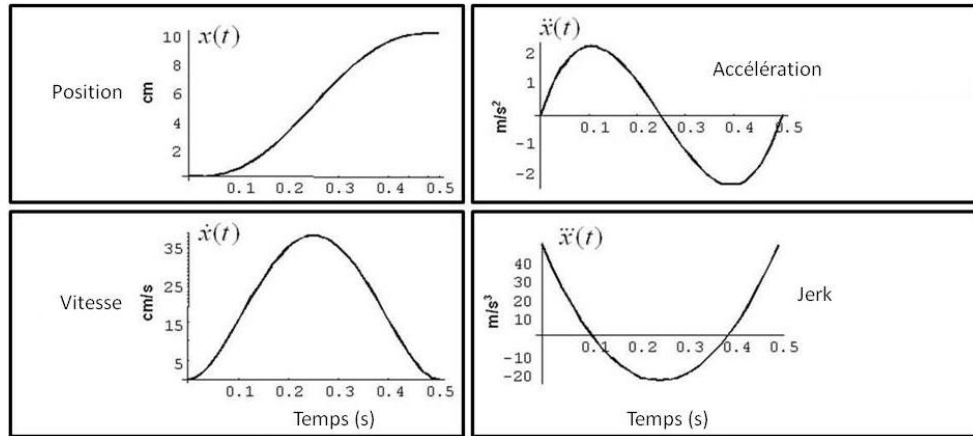 x(t)
Position
cm
10
8
6
4
2
0.1 0.2 0.3 0.4 0.5
ẍ(t)
Accélération
m/s²
2
1
-1
-2
0.1 0.2 0.3 0.4 0.5
ẋ(t)
Vitesse
cm/s
35
25
15
5
0.1 0.2 0.3 0.4 0.5
Temps (s)
x⃛(t)
Jerk
m/s³
40
30
20
10
-10
-20
0.1 0.2 0.3 0.4 0.5
Temps (s)